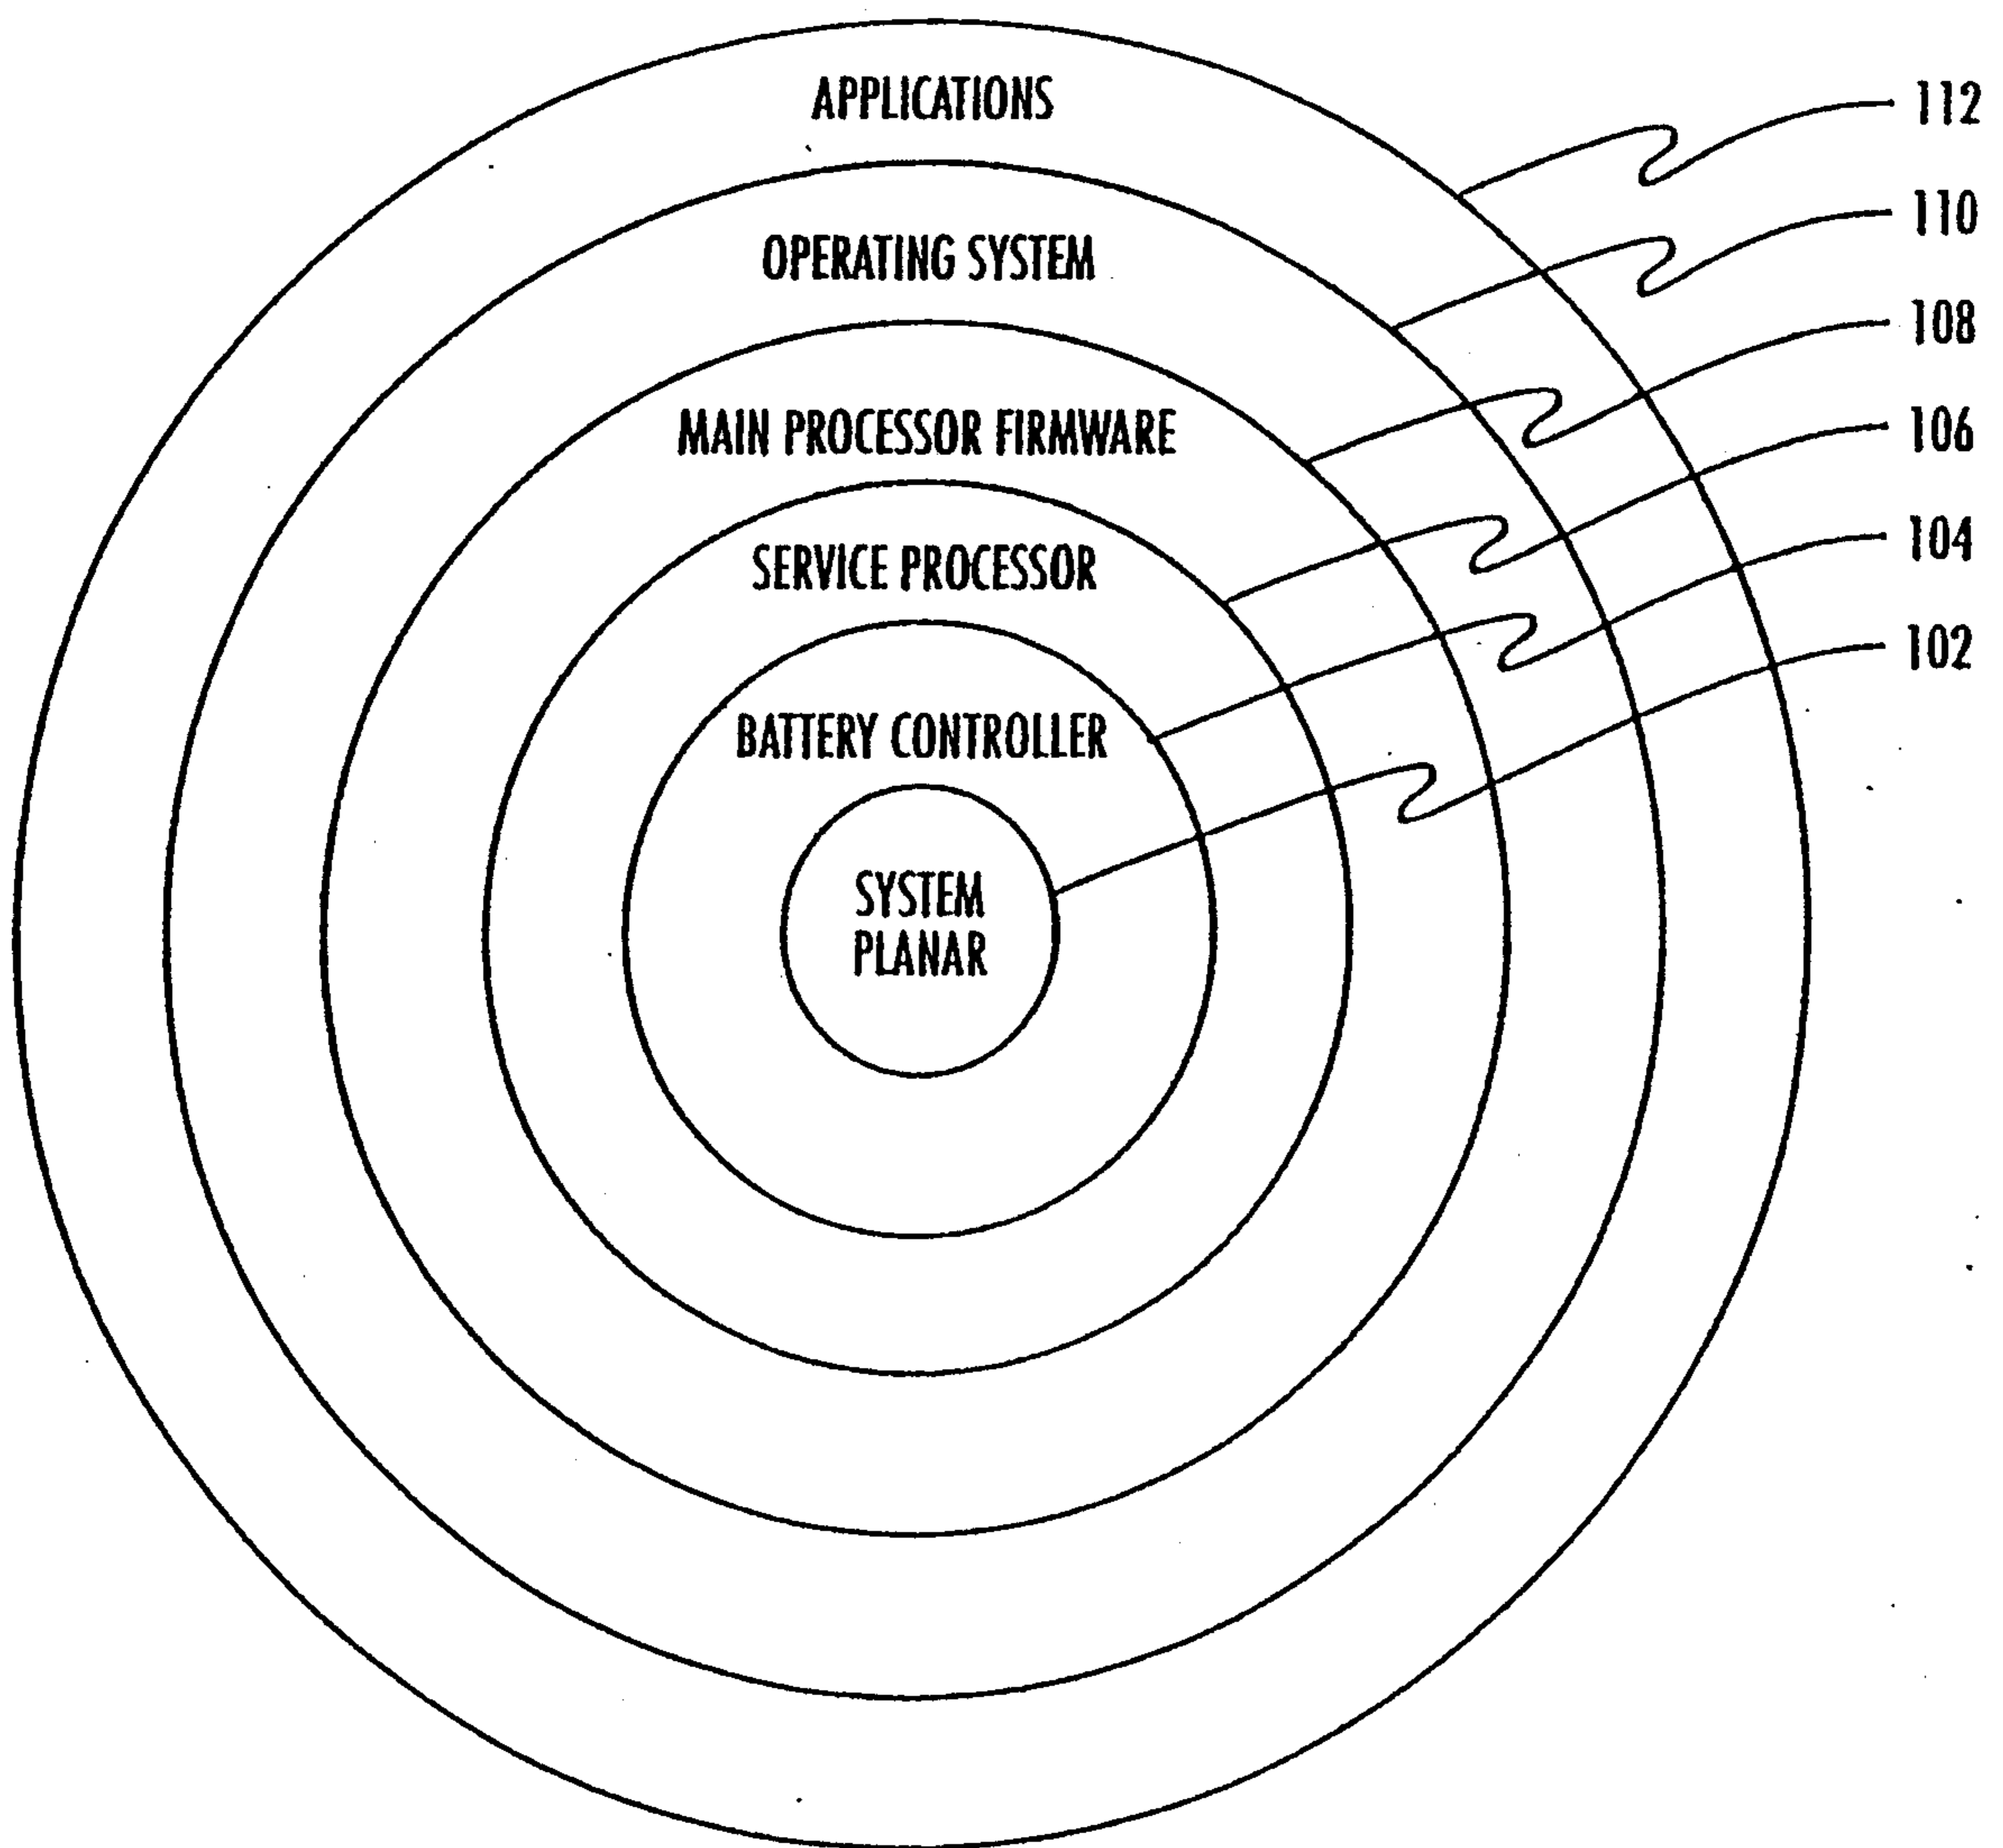 APPLICATIONS
112
OPERATING SYSTEM
110
108
MAIN PROCESSOR FIRMWARE
106
SERVICE PROCESSOR
104
102
BATTERY CONTROLLER
SYSTEM
PLANAR